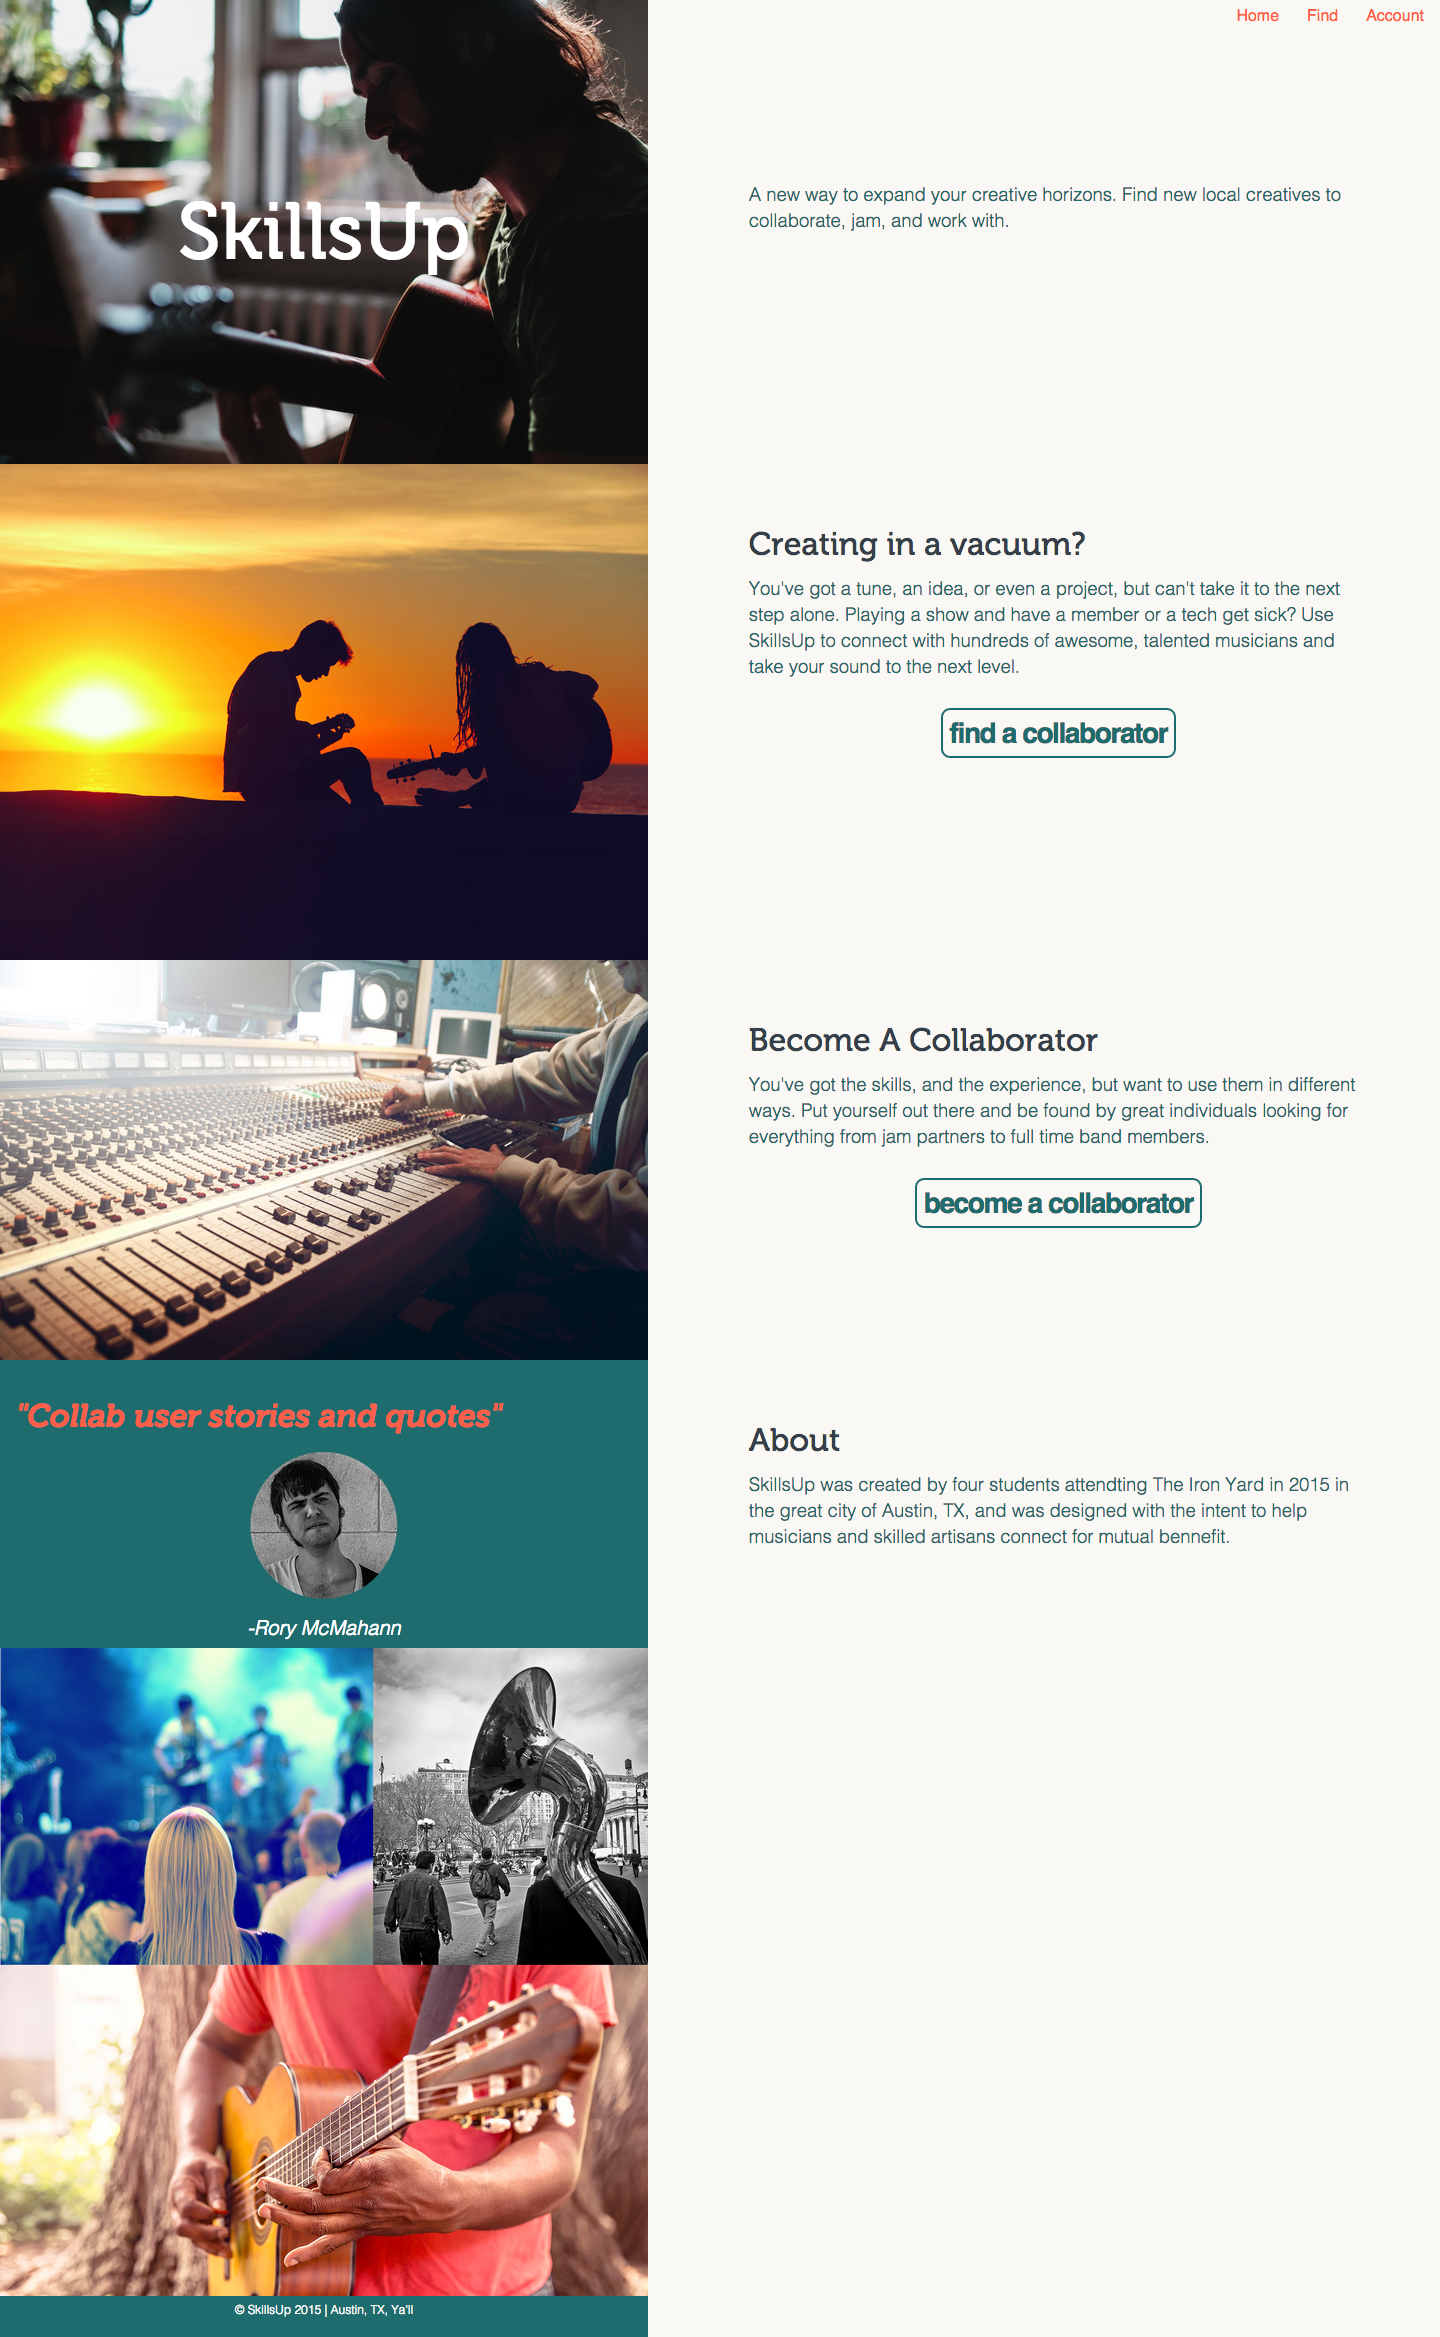 Home Find Account
SkillsUp
A new way to expand your creative horizons. Find new local creatives to
collaborate, jam, and work with.
Creating in a vacuum?
You've got a tune, an idea, or even a project, but can't take it to the next
step alone. Playing a show and have a member or a tech get sick? Use
SkillsUp to connect with hundreds of awesome, talented musicians and
take your sound to the next level.
find a collaborator
Become A Collaborator
You've got the skills, and the experience, but want to use them in different
ways. Put yourself out there and be found by great individuals looking for
everything from jam partners to full time band members.
become a collaborator
"Collab user stories and quotes"
-Rory McMahann
About
SkillsUp was created by four students attendting The Iron Yard in 2015 in
the great city of Austin, TX, and was designed with the intent to help
musicians and skilled artisans connect for mutual bennefit.
© SkillsUp 2015 | Austin, TX, Ya'll